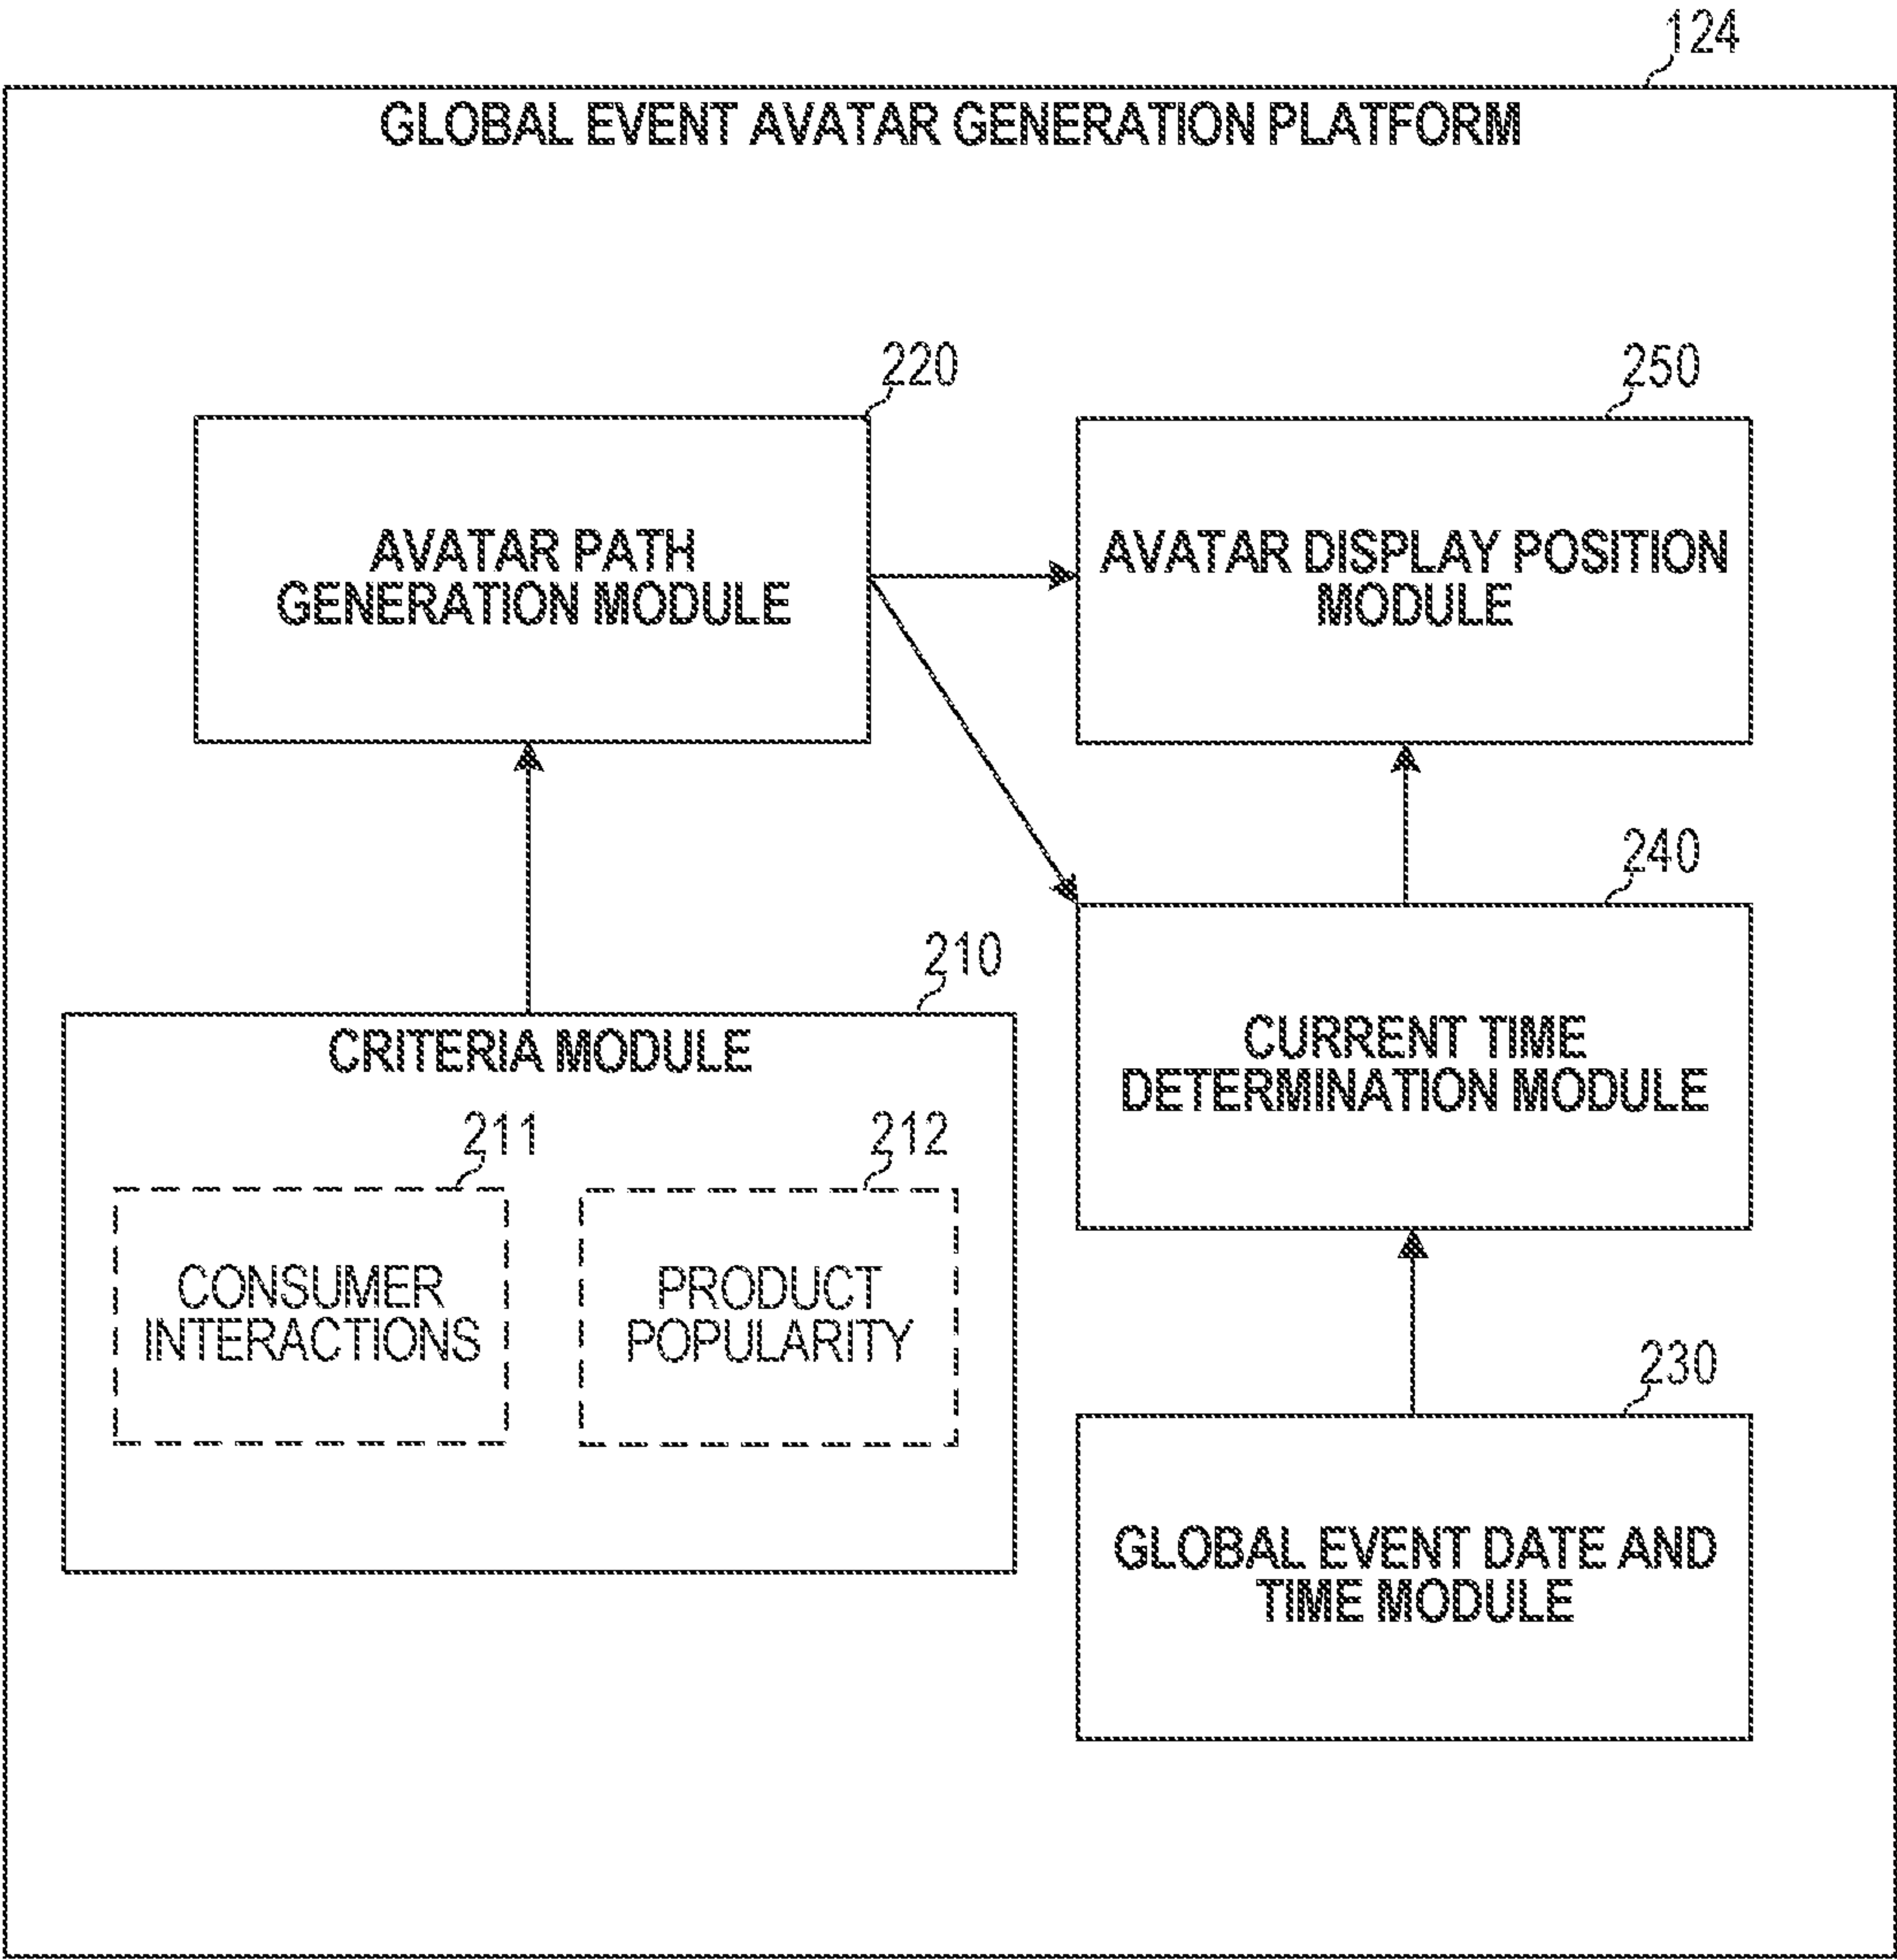 124
GLOBAL EVENT AVATAR GENERATION PLATFORM
220
250
AVATAR PATH
GENERATION MODULE
AVATAR DISPLAY POSITION
MODULE
240
210
CRITERIA MODULE
CURRENT TIME
DETERMINATION MODULE
211
212
CONSUMER
INTERACTIONS
PRODUCT
POPULARITY
230
GLOBAL EVENT DATE AND
TIME MODULE